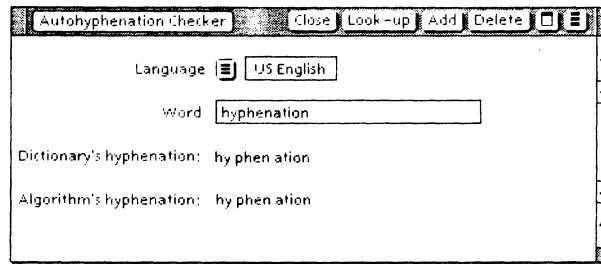 Autohyphenation Checker Close Look-up Add Delete
Language US English
Word hyphenation
Dictionary's hyphenation: hy phen ation
Algorithm's hyphenation: hy phen ation